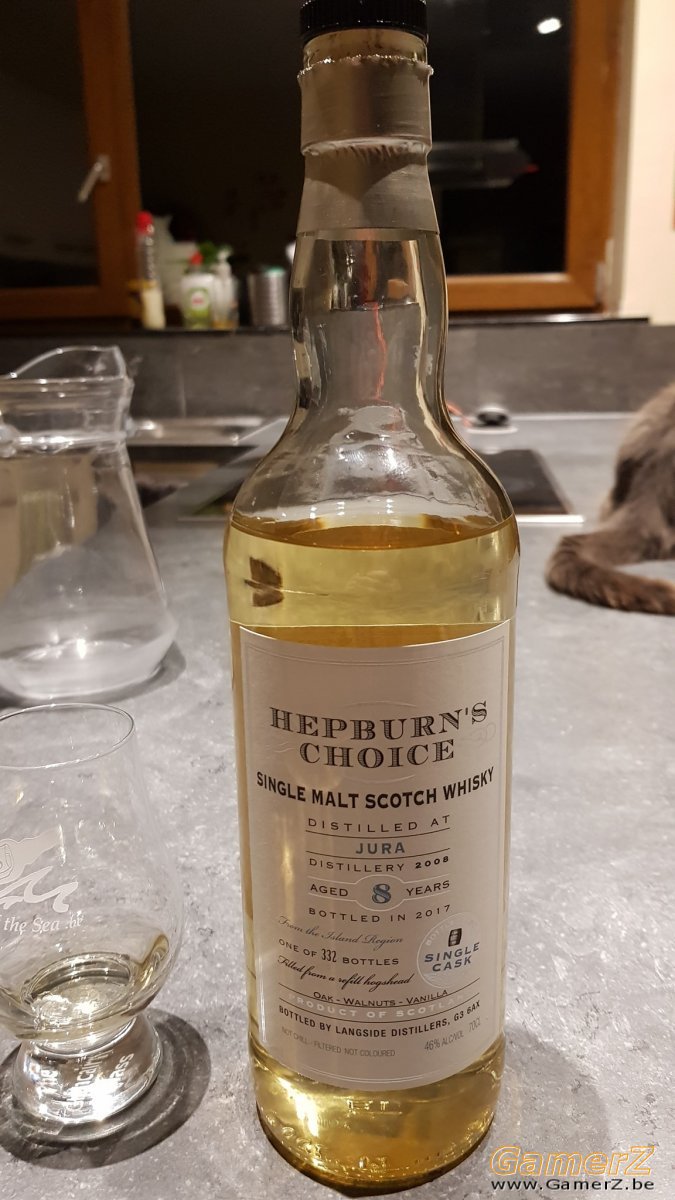 HEPBURN'S
CHOICE
SINGLE MALT SCOTCH WHISKY
DISTILLED AT
JURA
DISTILLERY 2008
AGED 8 YEARS
BOTTLED IN 2017
From the Island Region
ONE OF 332 BOTTLES
Filled from a refill hogshead
SINGLE
CASK
OAK - WALNUTS - VANILLA
PRODUCT OF SCOTLAND
BOTTLED BY LANGSIDE DISTILLERS, G3 6AX
NOT CHILL-FILTERED NOT COLOURED
46% ALC/VOL 70CL
the Sea .be
The
Glass
GamerZ
www.GamerZ.be